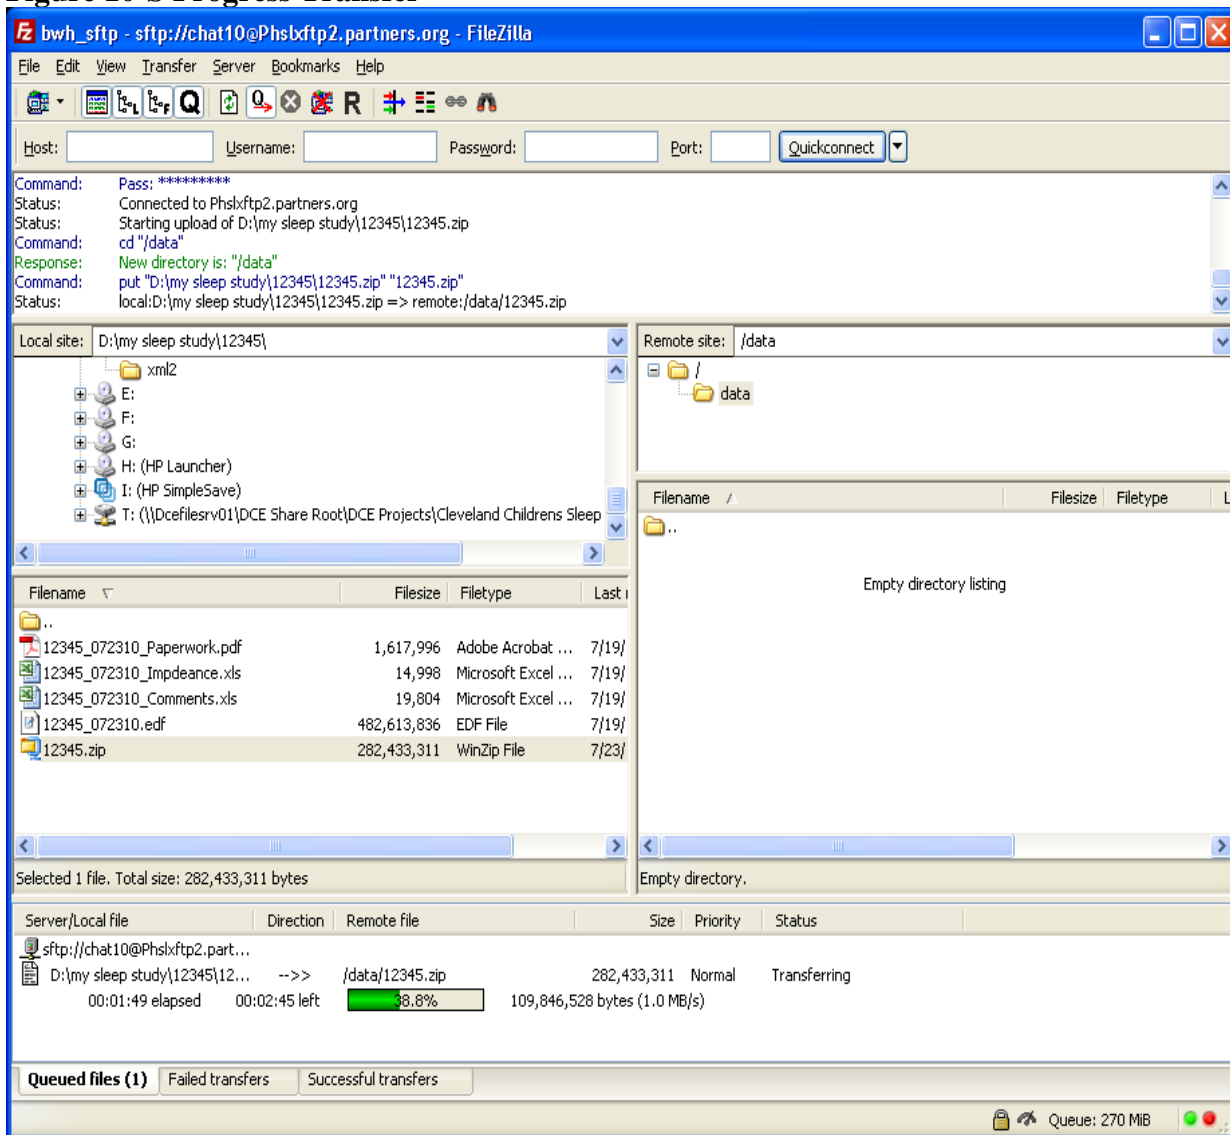 Figure 10-S Progress Transfer
bwh_sftp - sftp://chat10@Phslxftp2.partners.org - FileZilla
File Edit View Transfer Server Bookmarks Help
Host: Username: Password: Port: Quickconnect
Command: Pass: *********
Status: Connected to Phslxftp2.partners.org
Status: Starting upload of D:\my sleep study\12345\12345.zip
Command: cd "/data"
Response: New directory is: "/data"
Command: put "D:\my sleep study\12345\12345.zip" "12345.zip"
Status: local:D:\my sleep study\12345\12345.zip => remote:/data/12345.zip
Local site: D:\my sleep study\12345\
xml2
E:
F:
G:
H: (HP Launcher)
I: (HP SimpleSave)
T: (\\Dcefilesrv01\DCE Share Root\DCE Projects\Cleveland Childrens Sleep
Filename Filesize Filetype Last
..
12345_072310_Paperwork.pdf 1,617,996 Adobe Acrobat ... 7/19/
12345_072310_Impdeance.xls 14,998 Microsoft Excel ... 7/19/
12345_072310_Comments.xls 19,804 Microsoft Excel ... 7/19/
12345_072310.edf 482,613,836 EDF File 7/19/
12345.zip 282,433,311 WinZip File 7/23/
Selected 1 file. Total size: 282,433,311 bytes
Remote site: /data
/
data
Filename Filesize Filetype L
..
Empty directory listing
Empty directory.
Server/Local file Direction Remote file Size Priority Status
sftp://chat10@Phslxftp2.part...
D:\my sleep study\12345\12... -->> /data/12345.zip 282,433,311 Normal Transferring
00:01:49 elapsed 00:02:45 left 38.8% 109,846,528 bytes (1.0 MB/s)
Queued files (1) Failed transfers Successful transfers
Queue: 270 MiB